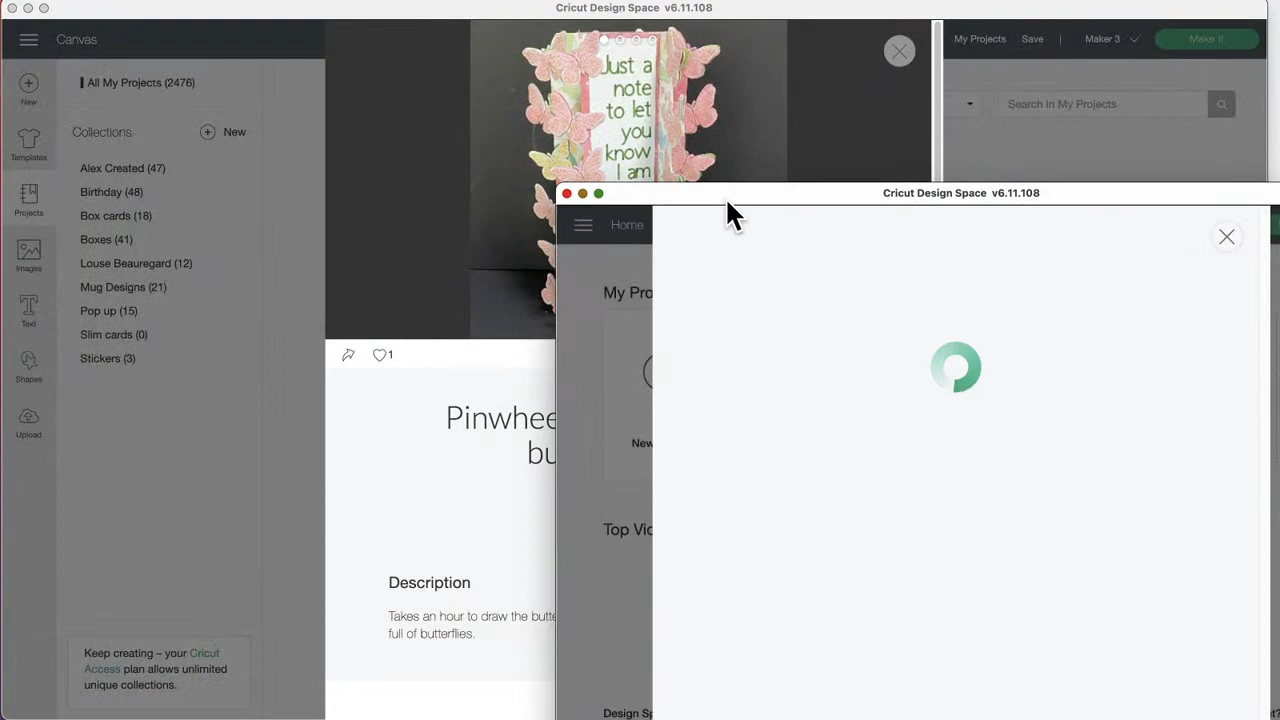 Cricut Design Space v6.11.108
Canvas
My Projects
Save
Maker 3
Make It
New
Templates
Projects
Images
Text
Shapes
Upload
All My Projects (2476)
Collections
New
Alex Created (47)
Birthday (48)
Box cards (18)
Boxes (41)
Louse Beauregard (12)
Mug Designs (21)
Pop up (15)
Slim cards (0)
Stickers (3)
Keep creating – your Cricut
Access plan allows unlimited
unique collections.
Just a
note
to let
you
know
I am
Search in My Projects
1
Pinwhee
bu
Description
Takes an hour to draw the butte
full of butterflies.
Cricut Design Space v6.11.108
Home
My Pro
New
Top Vid
Design Sp